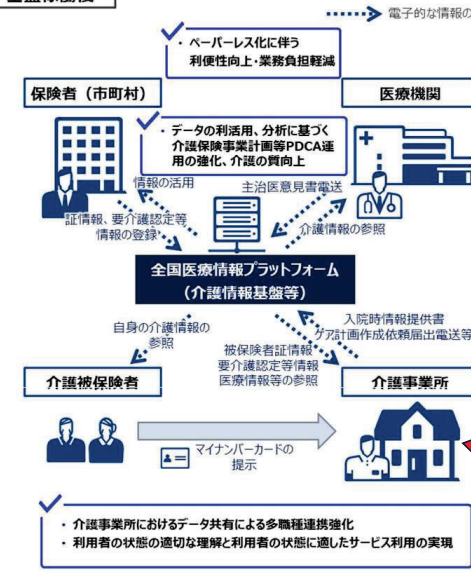 電子的な情報の
・ ペーパーレス化に伴う
利便性向上・業務負担軽減
保険者（市町村）
医療機関
・ データの利活用、分析に基づく
介護保険事業計画等PDCA運
用の強化、介護の質向上
情報の活用
主治医意見書電送
証情報、要介護認定等
情報の登録
介護情報の参照
全国医療情報プラットフォーム
（介護情報基盤等）
自身の介護情報の
参照
入院時情報提供書
ケア計画作成依頼届出電送等
被保険者証情報
要介護認定等情報
医療情報等の参照
介護被保険者
介護事業所
マイナンバーカードの
提示
・ 介護事業所におけるデータ共有による多職種連携強化
・ 利用者の状態の適切な理解と利用者の状態に適したサービス利用の実現